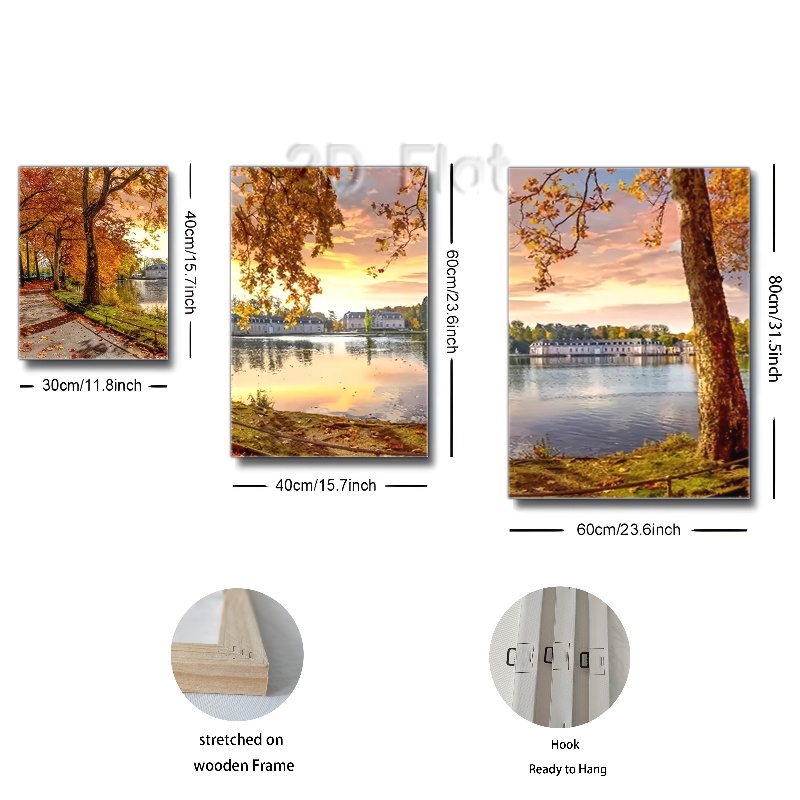 2D Flat
40cm/15.7inch
60cm/23.6inch
80cm/31.5inch
30cm/11.8inch
40cm/15.7inch
60cm/23.6inch
stretched on
wooden Frame
Hook
Ready to Hang